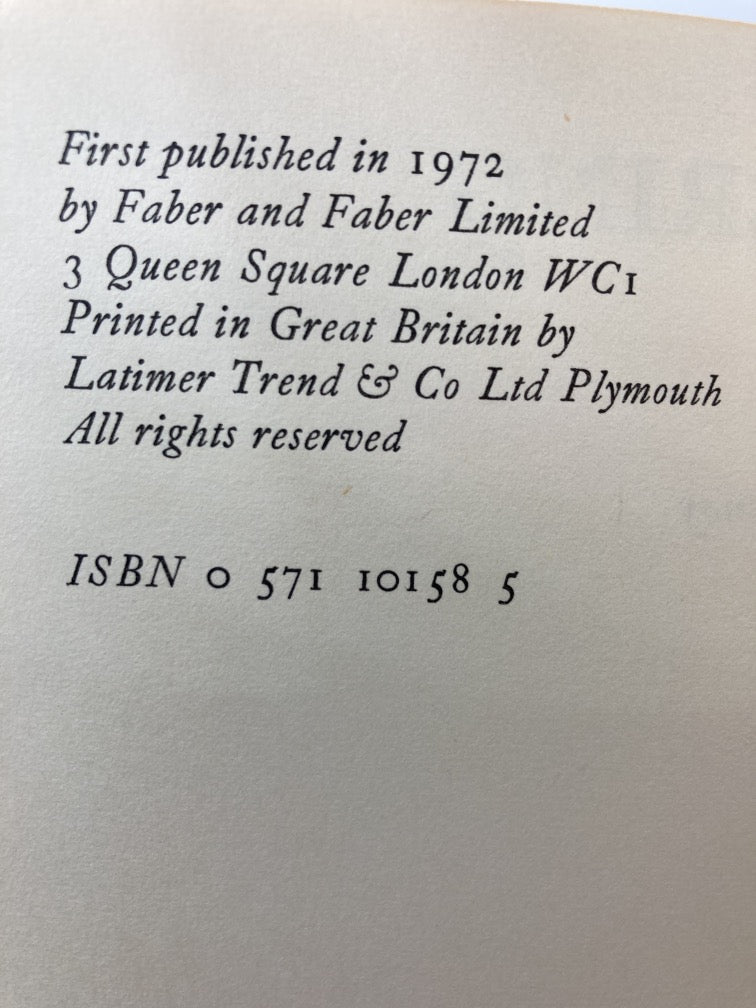 First published in 1972
by Faber and Faber Limited
3 Queen Square London WC1
Printed in Great Britain by
Latimer Trend & Co Ltd Plymouth
All rights reserved
ISBN 0 571 10158 5